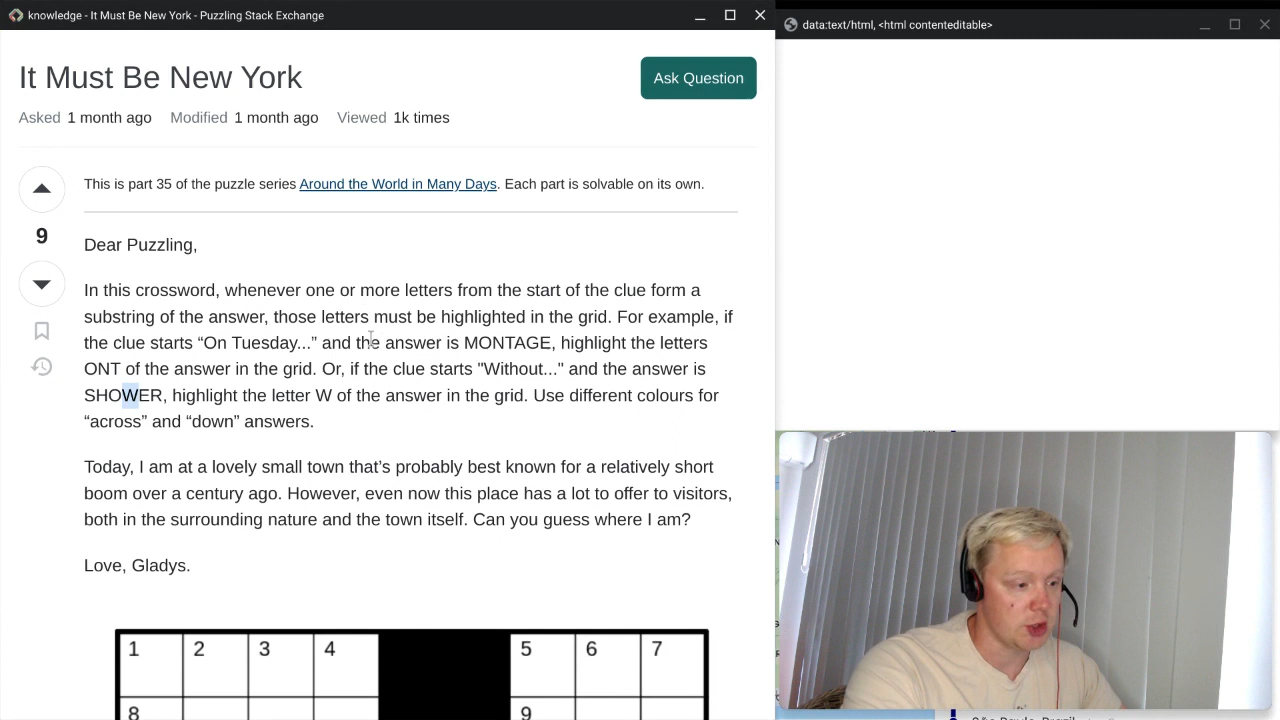 knowledge - It Must Be New York - Puzzling Stack Exchange
data:text/html, <html contenteditable>
It Must Be New York
Ask Question
Asked 1 month ago Modified 1 month ago Viewed 1k times
This is part 35 of the puzzle series Around the World in Many Days. Each part is solvable on its own.
9
Dear Puzzling,
In this crossword, whenever one or more letters from the start of the clue form a
substring of the answer, those letters must be highlighted in the grid. For example, if
the clue starts “On Tuesday...” and the answer is MONTAGE, highlight the letters
ONT of the answer in the grid. Or, if the clue starts "Without..." and the answer is
SHOWER, highlight the letter W of the answer in the grid. Use different colours for
“across” and “down” answers.
Today, I am at a lovely small town that’s probably best known for a relatively short
boom over a century ago. However, even now this place has a lot to offer to visitors,
both in the surrounding nature and the town itself. Can you guess where I am?
Love, Gladys.
1 2 3 4 5 6 7
8 9
São Paulo, Brazil